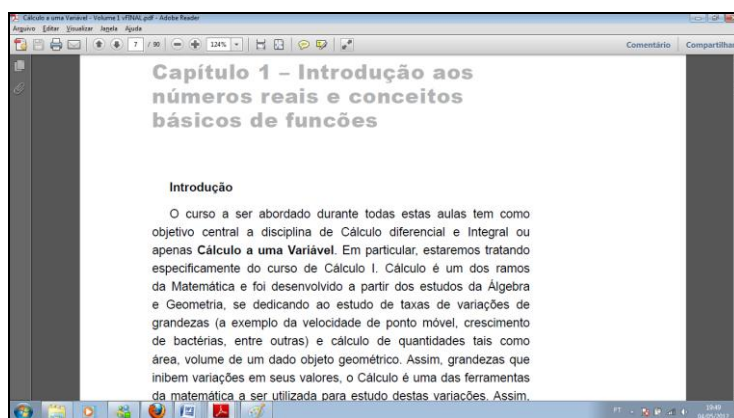 Cálculo a uma Variável - Volume 1 vFINAL.pdf - Adobe Reader
Arquivo Editar Visualizar Janela Ajuda
7 / 90 124% Comentário Compartilhar
Capítulo 1 – Introdução aos
números reais e conceitos
básicos de funcões
Introdução
O curso a ser abordado durante todas estas aulas tem como
objetivo central a disciplina de Cálculo diferencial e Integral ou
apenas Cálculo a uma Variável. Em particular, estaremos tratando
especificamente do curso de Cálculo I. Cálculo é um dos ramos
da Matemática e foi desenvolvido a partir dos estudos da Álgebra
e Geometria, se dedicando ao estudo de taxas de variações de
grandezas (a exemplo da velocidade de ponto móvel, crescimento
de bactérias, entre outras) e cálculo de quantidades tais como
área, volume de um dado objeto geométrico. Assim, grandezas que
inibem variações em seus valores, o Cálculo é uma das ferramentas
da matemática a ser utilizada para estudo destas variações. Assim,
PT 19:49
04/05/2012